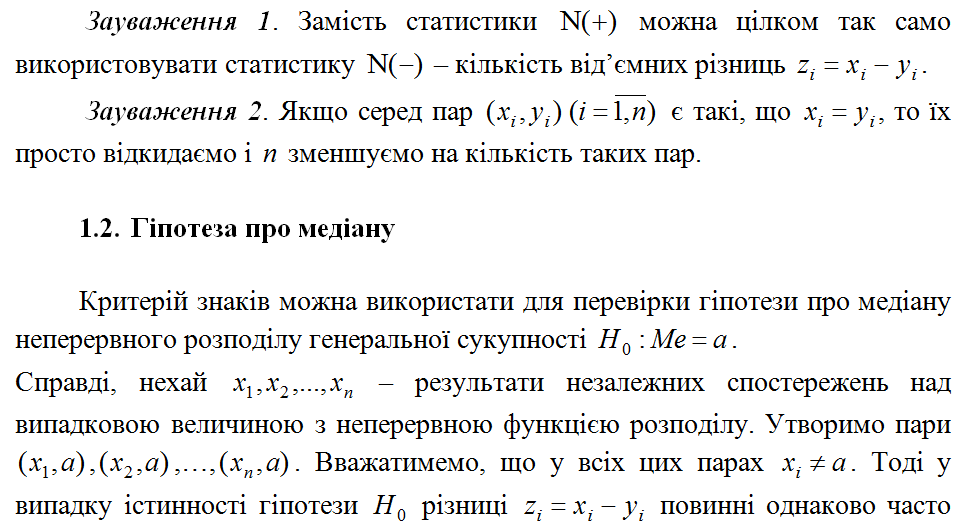 Зауваження 1. Замість статистики N(+) можна цілком так само
використовувати статистику N(−) – кількість від’ємних різниць z_i = x_i − y_i.
Зауваження 2. Якщо серед пар (x_i, y_i) (i = \overline{1,n}) є такі, що x_i = y_i, то їх
просто відкидаємо і n зменшуємо на кількість таких пар.
1.2. Гіпотеза про медіану
Критерій знаків можна використати для перевірки гіпотези про медіану
неперервного розподілу генеральної сукупності H_0 : Me = a.
Справді, нехай x_1, x_2,..., x_n – результати незалежних спостережень над
випадковою величиною з неперервною функцією розподілу. Утворимо пари
(x_1, a), (x_2, a),…,(x_n, a). Вважатимемо, що у всіх цих парах x_i ≠ a. Тоді у
випадку істинності гіпотези H_0 різниці z_i = x_i − y_i повинні однаково часто